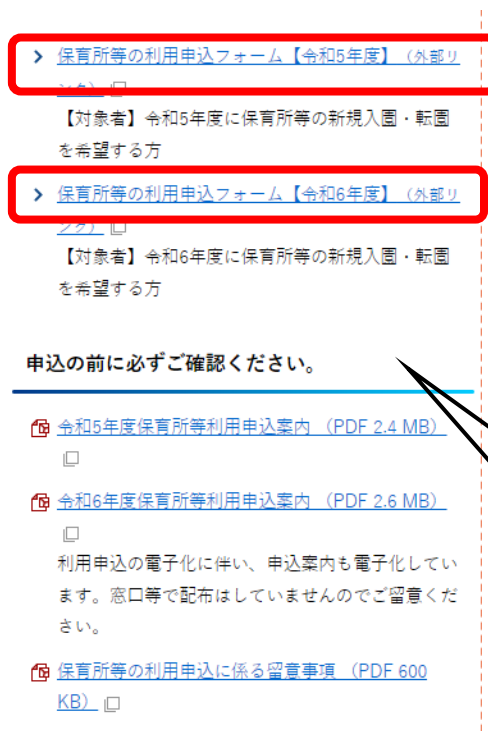 保育所等の利用申込フォーム【令和5年度】（外部リ
ンク）
【対象者】令和5年度に保育所等の新規入園・転園
を希望する方
保育所等の利用申込フォーム【令和6年度】（外部リ
ンク）
【対象者】令和6年度に保育所等の新規入園・転園
を希望する方
申込の前に必ずご確認ください。
令和5年度保育所等利用申込案内 （PDF 2.4 MB）
令和6年度保育所等利用申込案内 （PDF 2.6 MB）
利用申込の電子化に伴い、申込案内も電子化してい
ます。窓口等で配布はしていませんのでご留意くだ
さい。
保育所等の利用申込に係る留意事項 （PDF 600
KB）